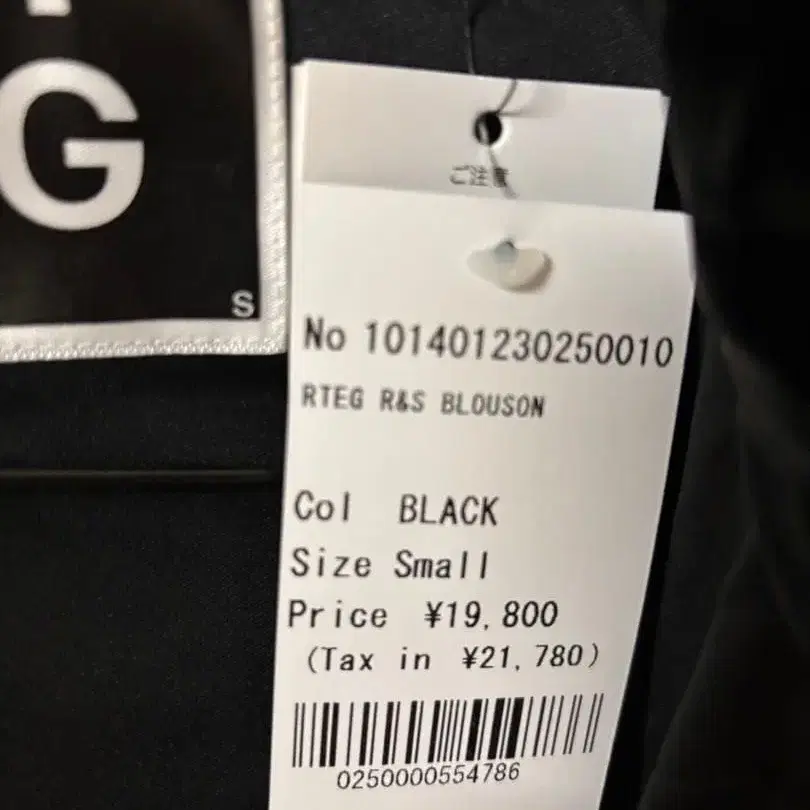 G
S
ご注意
No 101401230250010
RTEG R&S BLOUSON
Col BLACK
Size Small
Price ¥19,800
(Tax in ¥21,780)
0250000554786